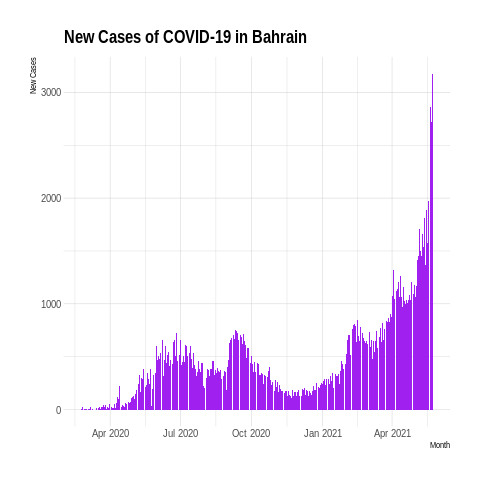 New Cases of COVID-19 in Bahrain
New Cases
3000
2000
1000
0
Apr 2020 Jul 2020 Oct 2020 Jan 2021 Apr 2021
Month